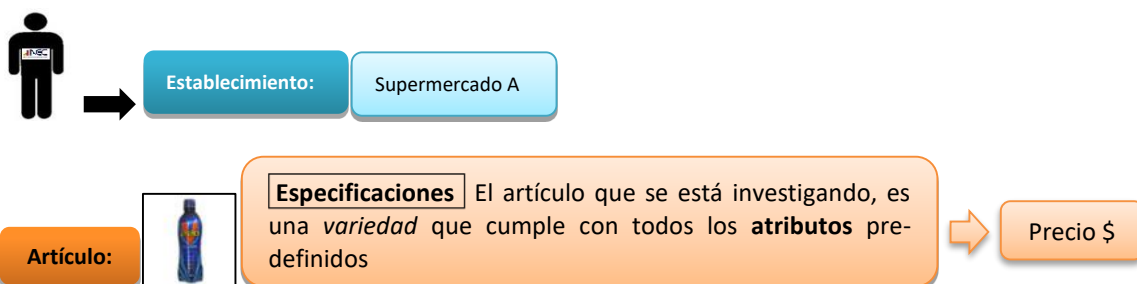 INEC
Establecimiento:
Supermercado A
Especificaciones El artículo que se está investigando, es
una variedad que cumple con todos los atributos pre-
definidos
Artículo:
Precio $